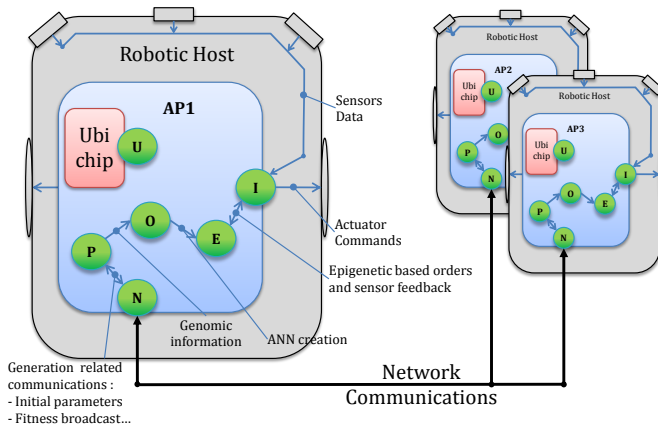 Robotic Host
AP1
Ubi
chip
U
I
O
E
P
N
Sensors
Data
Actuator
Commands
Epigenetic based orders
and sensor feedback
ANN creation
Genomic
information
Generation related
communications :
- Initial parameters
- Fitness broadcast...
Network
Communications
Robotic Host
AP2
Ubi
chip
U
O
P
N
Robotic Host
AP3
Ubi
chip
U
I
O
E
P
N